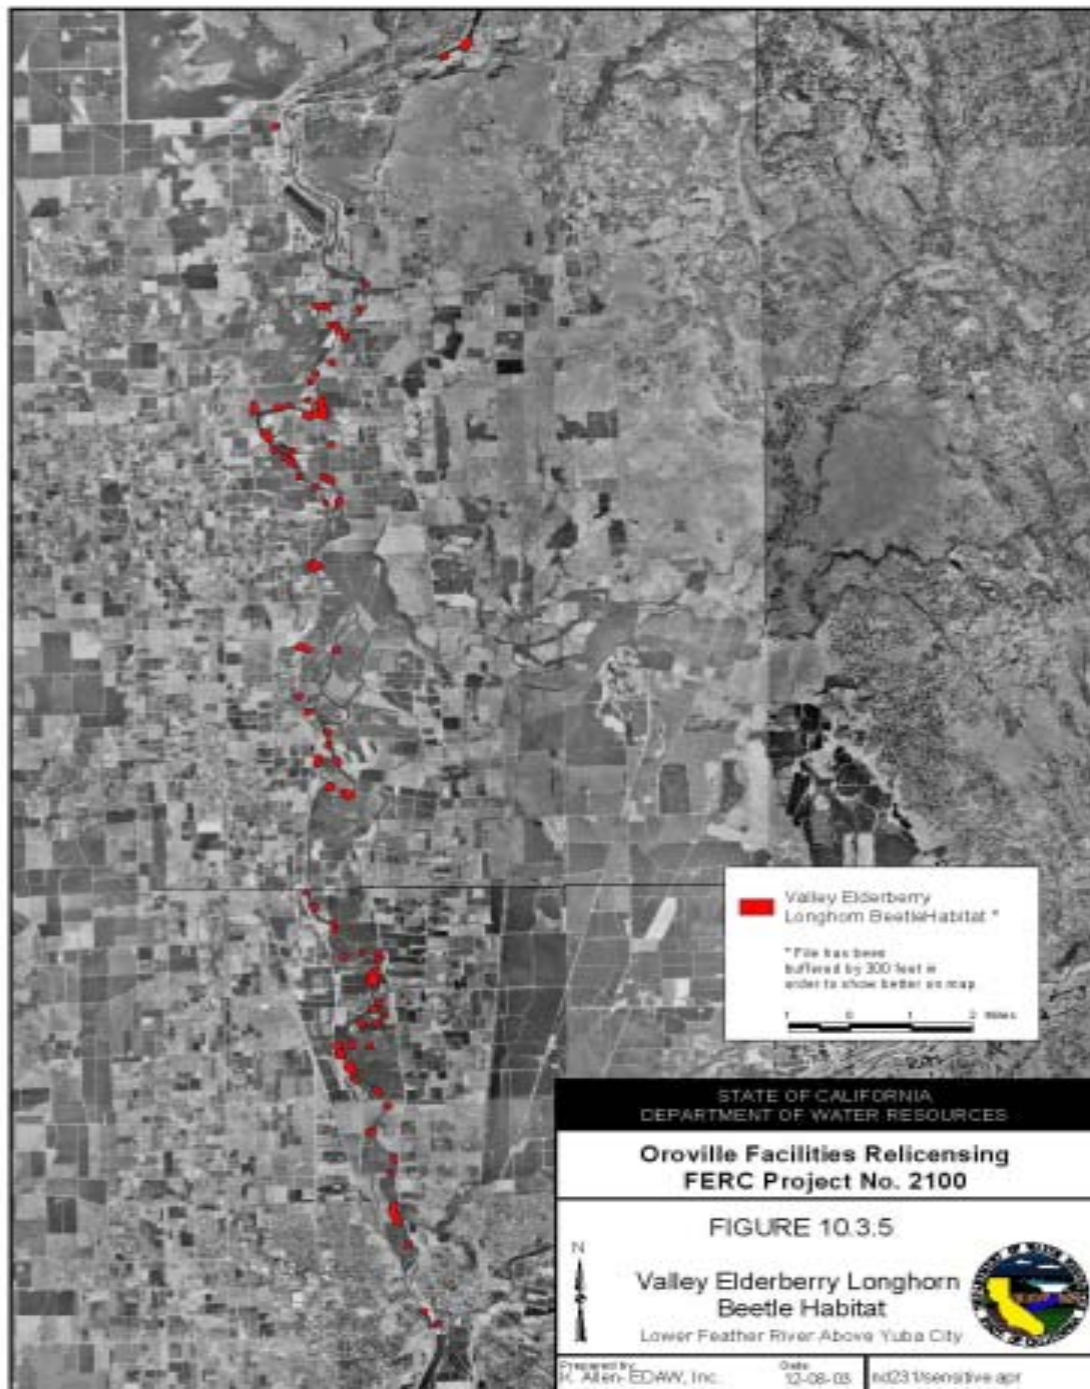 Valley Elderberry
Longhorn BeetleHabitat *
* File has been
buffered by 300 feet in
order to show better on map
1 0 1 2 Miles
STATE OF CALIFORNIA
DEPARTMENT OF WATER RESOURCES
Oroville Facilities Relicensing
FERC Project No. 2100
FIGURE 10.3.5
N
Valley Elderberry Longhorn
Beetle Habitat
Lower Feather River Above Yuba City
Prepared by
K. Allen- EDAW, Inc.
Date
12-08-03
nd231/sensitive.apr